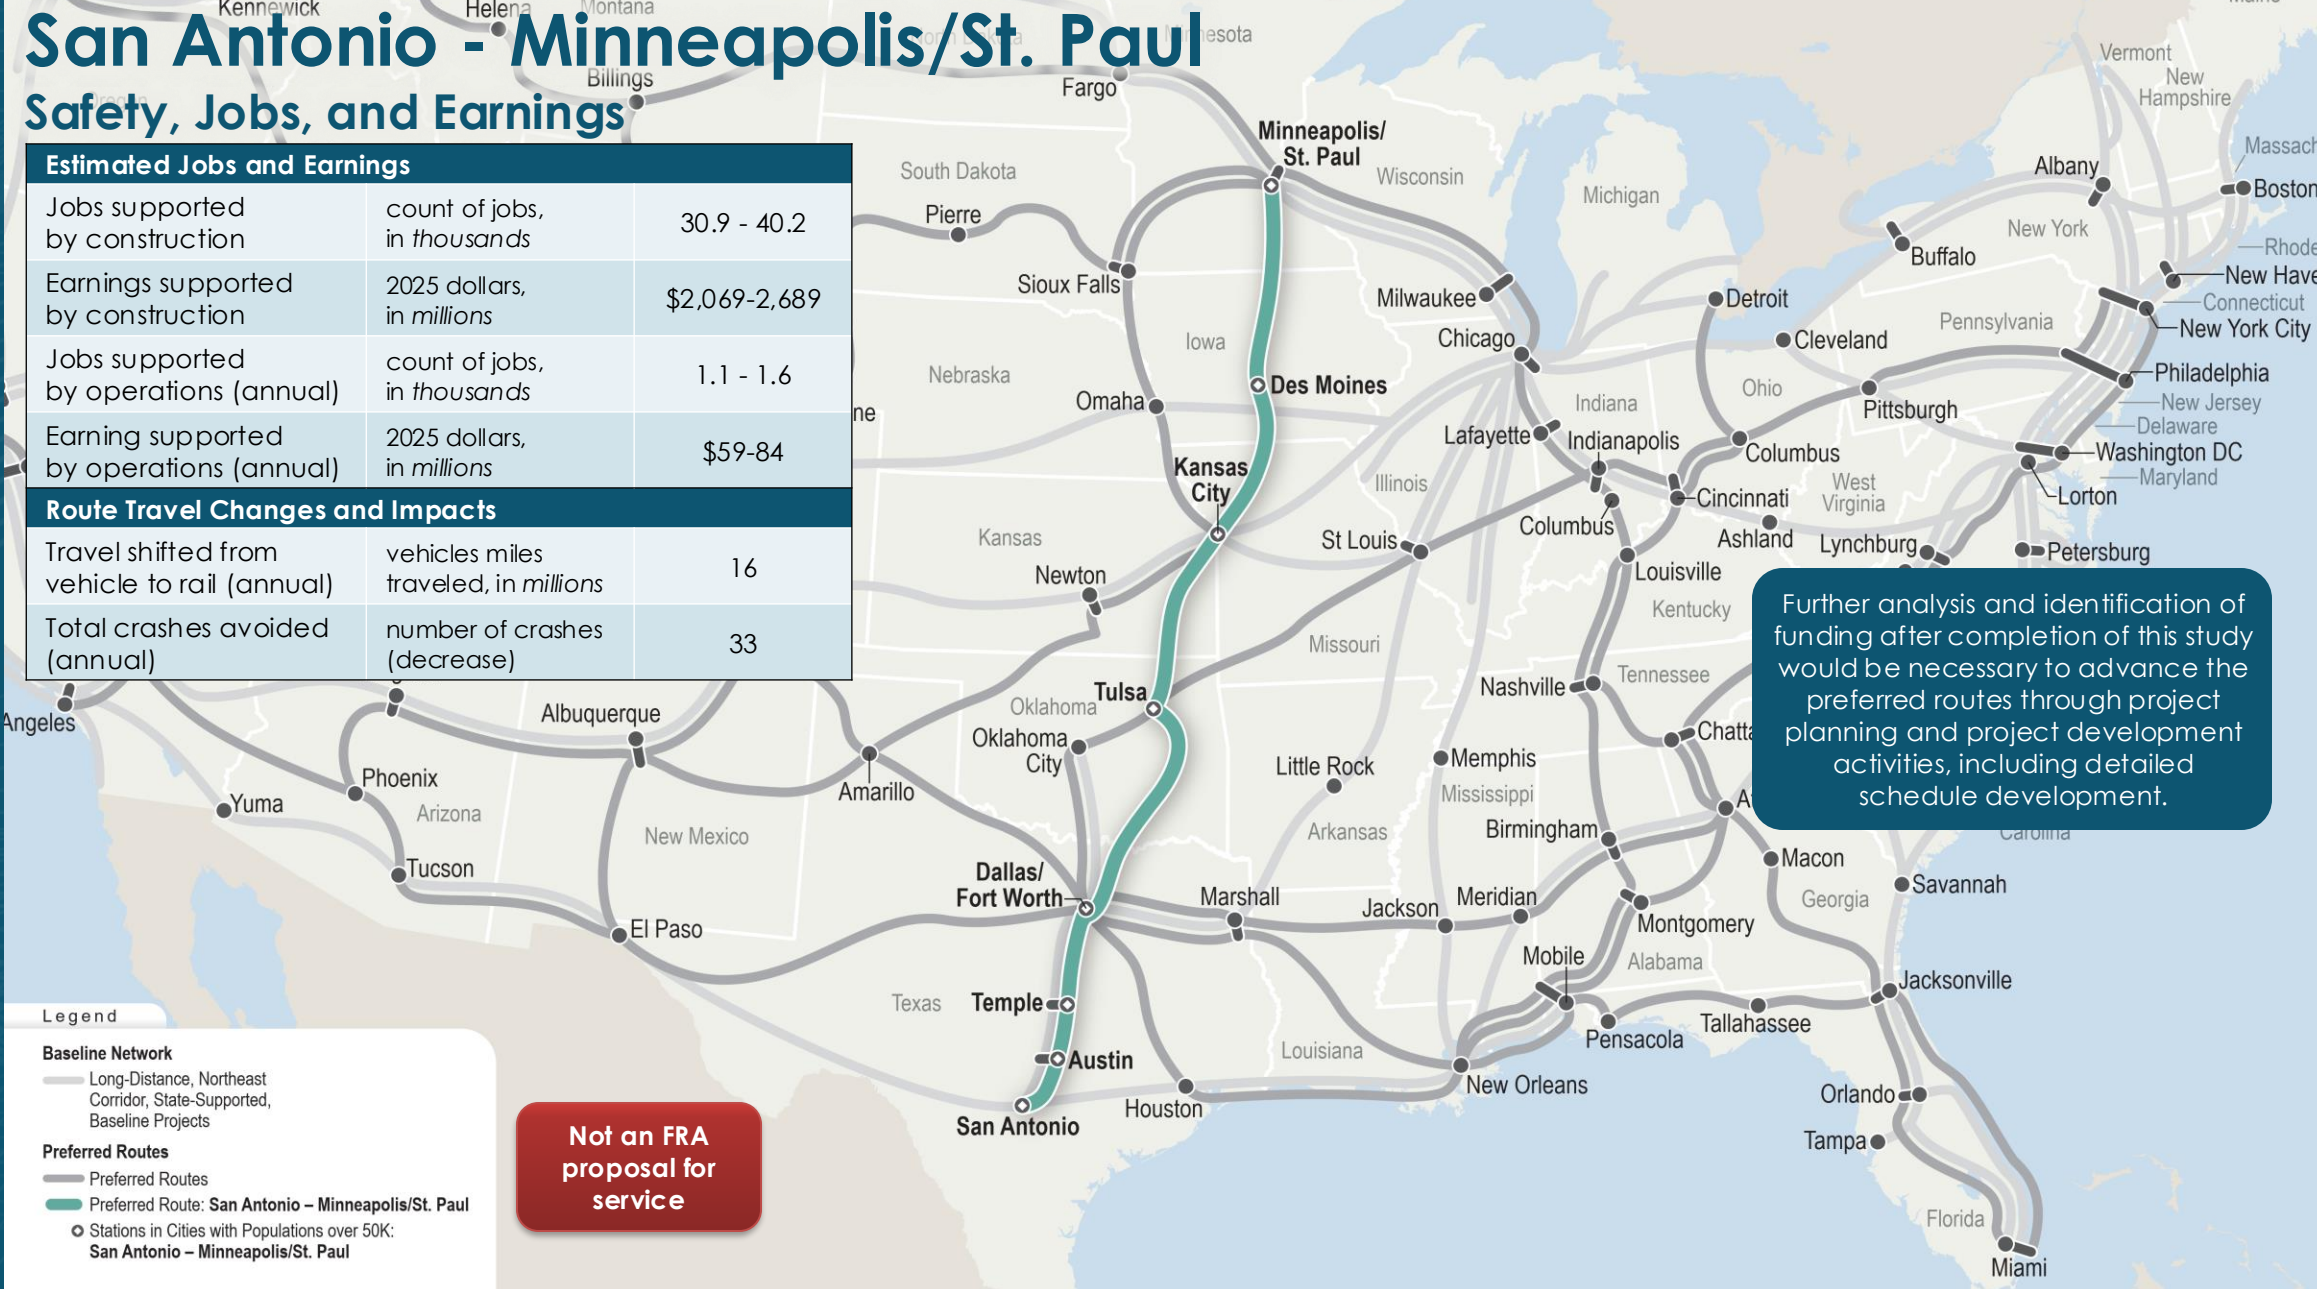 San Antonio - Minneapolis/St. Paul
Safety, Jobs, and Earnings
Estimated Jobs and Earnings
Jobs supported
by construction
count of jobs,
in thousands
30.9 - 40.2
Earnings supported
by construction
2025 dollars,
in millions
$2,069-2,689
Jobs supported
by operations (annual)
count of jobs,
in thousands
1.1 - 1.6
Earning supported
by operations (annual)
2025 dollars,
in millions
$59-84
Route Travel Changes and Impacts
Travel shifted from
vehicle to rail (annual)
vehicles miles
traveled, in millions
16
Total crashes avoided
(annual)
number of crashes
(decrease)
33
Kennewick
Helena
Montana
Billings
Fargo
Minneapolis/
St. Paul
South Dakota
Pierre
Sioux Falls
Wisconsin
Michigan
Milwaukee
Chicago
Detroit
Iowa
Nebraska
Omaha
Des Moines
Kansas
City
Kansas
Newton
Illinois
St Louis
Missouri
Lafayette
Indiana
Indianapolis
Columbus
Ohio
Cleveland
Columbus
Cincinnati
Louisville
Kentucky
Ashland
West
Virginia
Lynchburg
Petersburg
Vermont
New
Hampshire
Massach
Albany
Boston
New York
Buffalo
Rhode
New Have
Connecticut
New York City
Pennsylvania
Philadelphia
New Jersey
Delaware
Pittsburgh
Washington DC
Maryland
Lorton
Further analysis and identification of
funding after completion of this study
would be necessary to advance the
preferred routes through project
planning and project development
activities, including detailed
schedule development.
Carolina
Tulsa
Oklahoma
Oklahoma
City
Nashville
Tennessee
Chatta
Angeles
Albuquerque
Phoenix
Arizona
Yuma
Tucson
New Mexico
Amarillo
El Paso
Little Rock
Arkansas
Memphis
Mississippi
Birmingham
Macon
Georgia
Savannah
Dallas/
Fort Worth
Marshall
Jackson
Meridian
Montgomery
Mobile
Alabama
Jacksonville
Texas
Temple
Austin
San Antonio
Houston
Louisiana
New Orleans
Pensacola
Tallahassee
Orlando
Tampa
Florida
Miami
Legend
Baseline Network
Long-Distance, Northeast
Corridor, State-Supported,
Baseline Projects
Preferred Routes
Preferred Routes
Preferred Route: San Antonio – Minneapolis/St. Paul
Stations in Cities with Populations over 50K:
San Antonio – Minneapolis/St. Paul
Not an FRA
proposal for
service